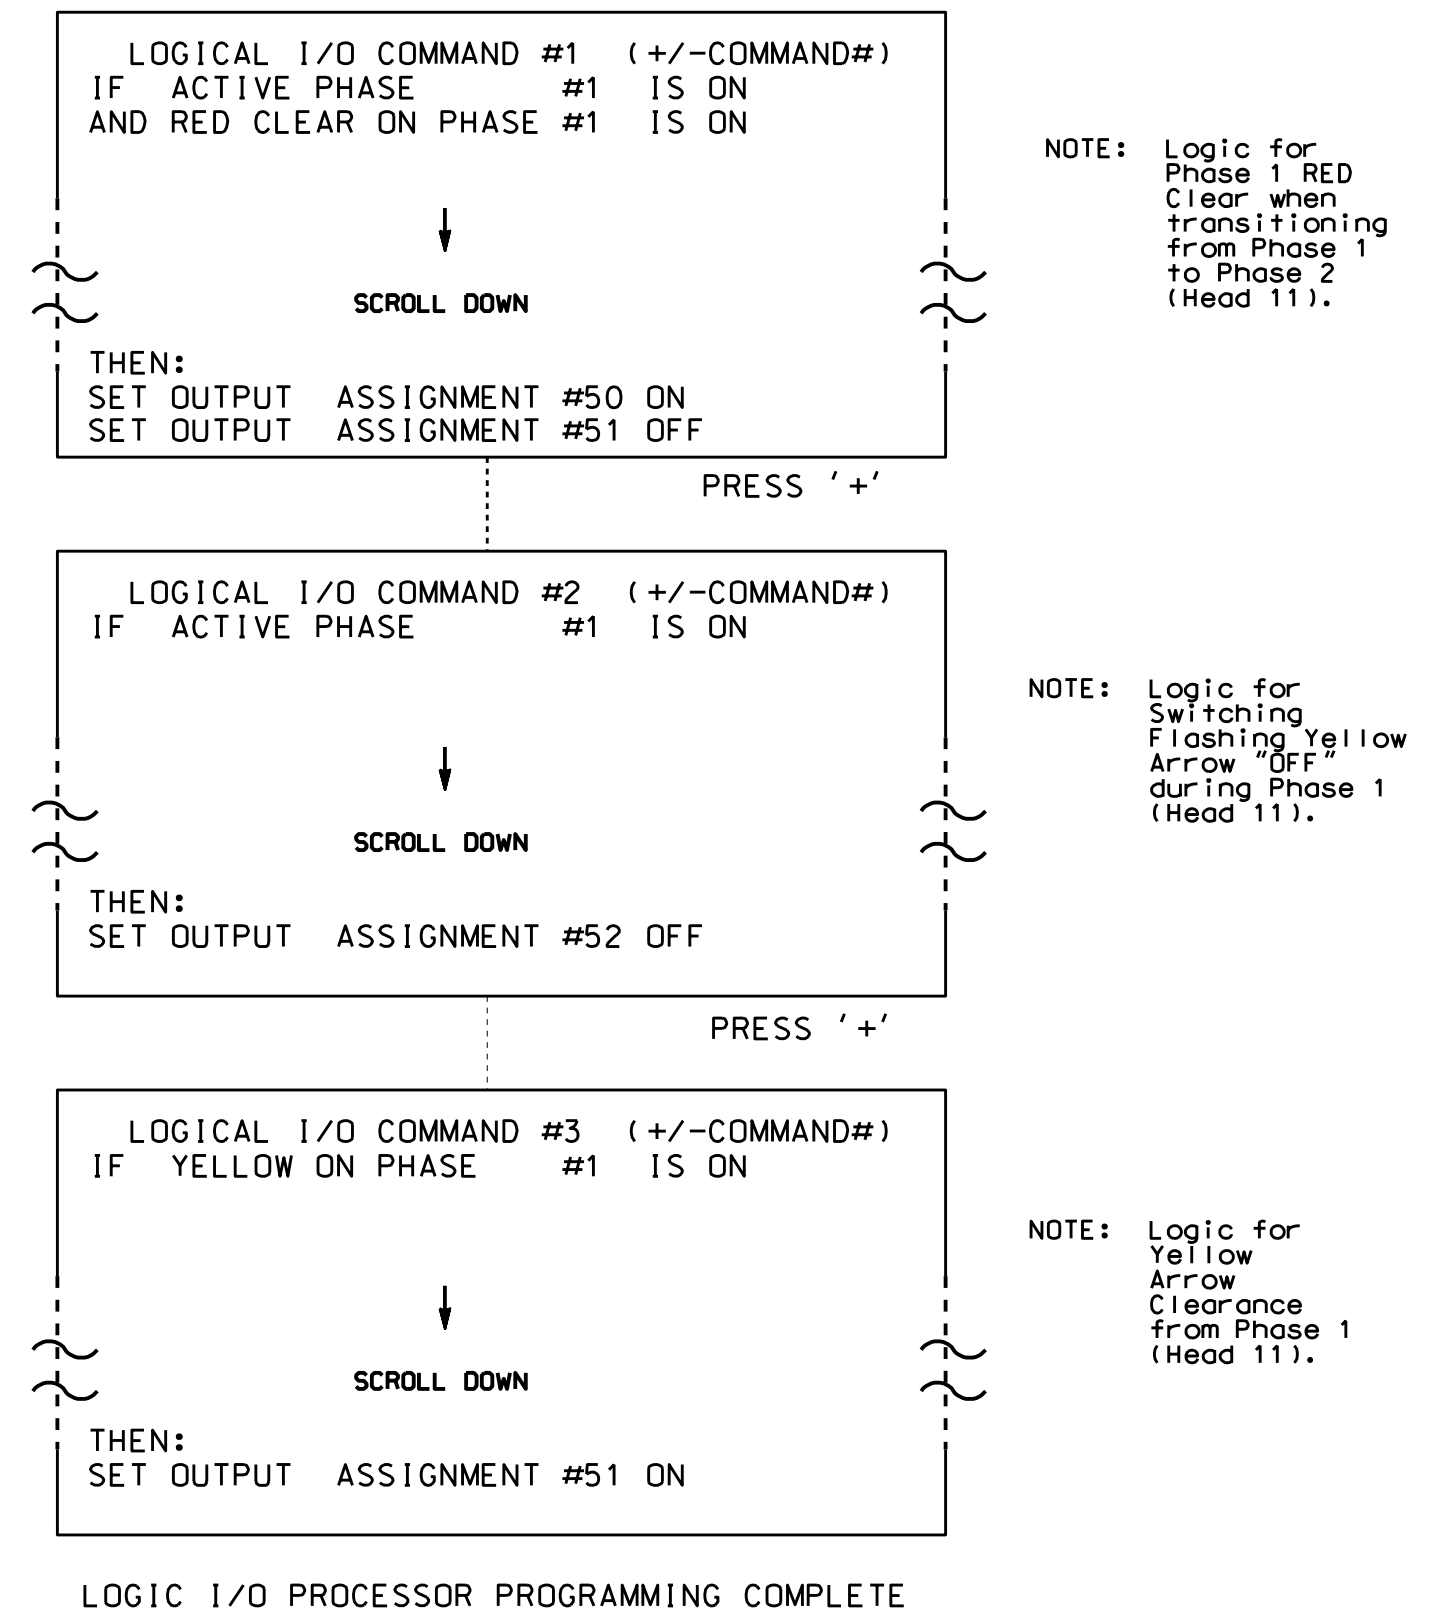 LOGICAL I/O COMMAND #1 (+/-COMMAND#)
IF ACTIVE PHASE #1 IS ON
AND RED CLEAR ON PHASE #1 IS ON
SCROLL DOWN
THEN:
SET OUTPUT ASSIGNMENT #50 ON
SET OUTPUT ASSIGNMENT #51 OFF
NOTE: Logic for
Phase 1 RED
Clear when
transitioning
from Phase 1
to Phase 2
(Head 11).
PRESS '+'
LOGICAL I/O COMMAND #2 (+/-COMMAND#)
IF ACTIVE PHASE #1 IS ON
SCROLL DOWN
THEN:
SET OUTPUT ASSIGNMENT #52 OFF
NOTE: Logic for
Switching
Flashing Yellow
Arrow "OFF"
during Phase 1
(Head 11).
PRESS '+'
LOGICAL I/O COMMAND #3 (+/-COMMAND#)
IF YELLOW ON PHASE #1 IS ON
SCROLL DOWN
THEN:
SET OUTPUT ASSIGNMENT #51 ON
NOTE: Logic for
Yellow
Arrow
Clearance
from Phase 1
(Head 11).
LOGIC I/O PROCESSOR PROGRAMMING COMPLETE